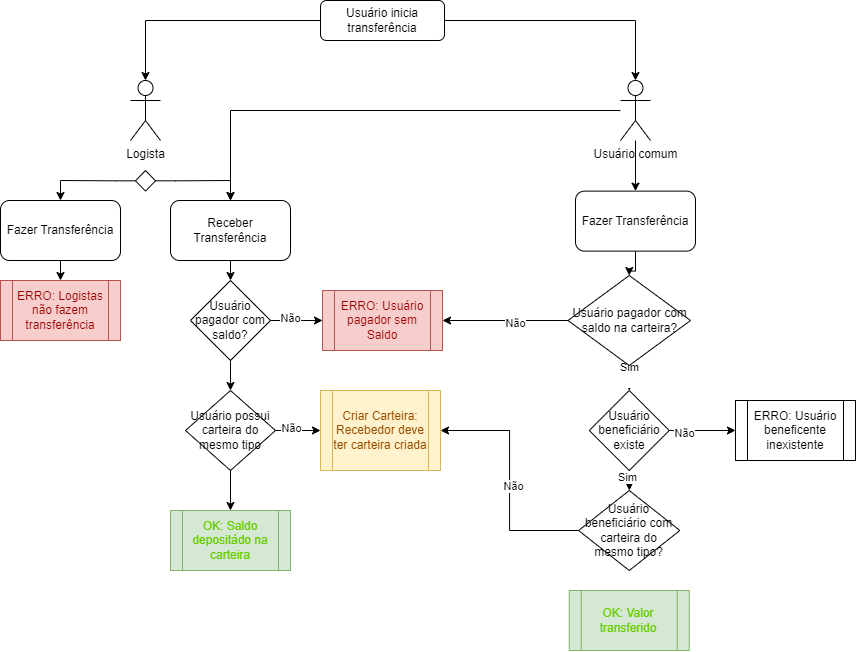 Usuário inicia
transferência
Logista
Usuário comum
Fazer Transferência
Receber
Transferência
Fazer Transferência
ERRO: Logistas
não fazem
transferência
Usuário
pagador com
saldo?
Não
ERRO: Usuário
pagador sem
Saldo
Não
Usuário pagador com
saldo na carteira?
Sim
Usuário possui
carteira do
mesmo tipo
Não
Criar Carteira:
Recebedor deve
ter carteira criada
Usuário
beneficiário
existe
Não
ERRO: Usuário
beneficente
inexistente
Sim
Não
Usuário
beneficiário com
carteira do
mesmo tipo?
OK: Saldo
depositádo na
carteira
OK: Valor
transferido